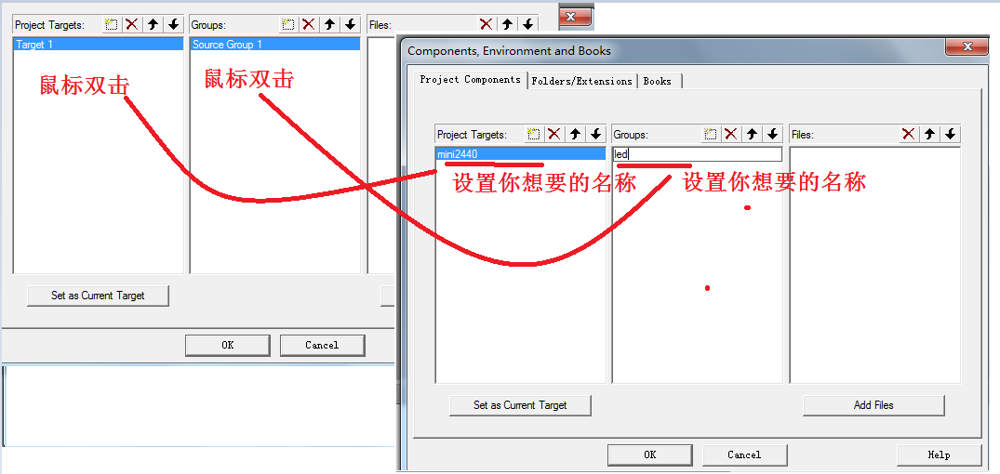 Project Targets:
Groups:
Files:
Target 1
Source Group 1
鼠标双击
鼠标双击
Set as Current Target
OK
Cancel
Components, Environment and Books
Project Components
Folders/Extensions
Books
Project Targets:
Groups:
Files:
mini2440
led
设置你想要的名称
设置你想要的名称
Set as Current Target
Add Files
OK
Cancel
Help